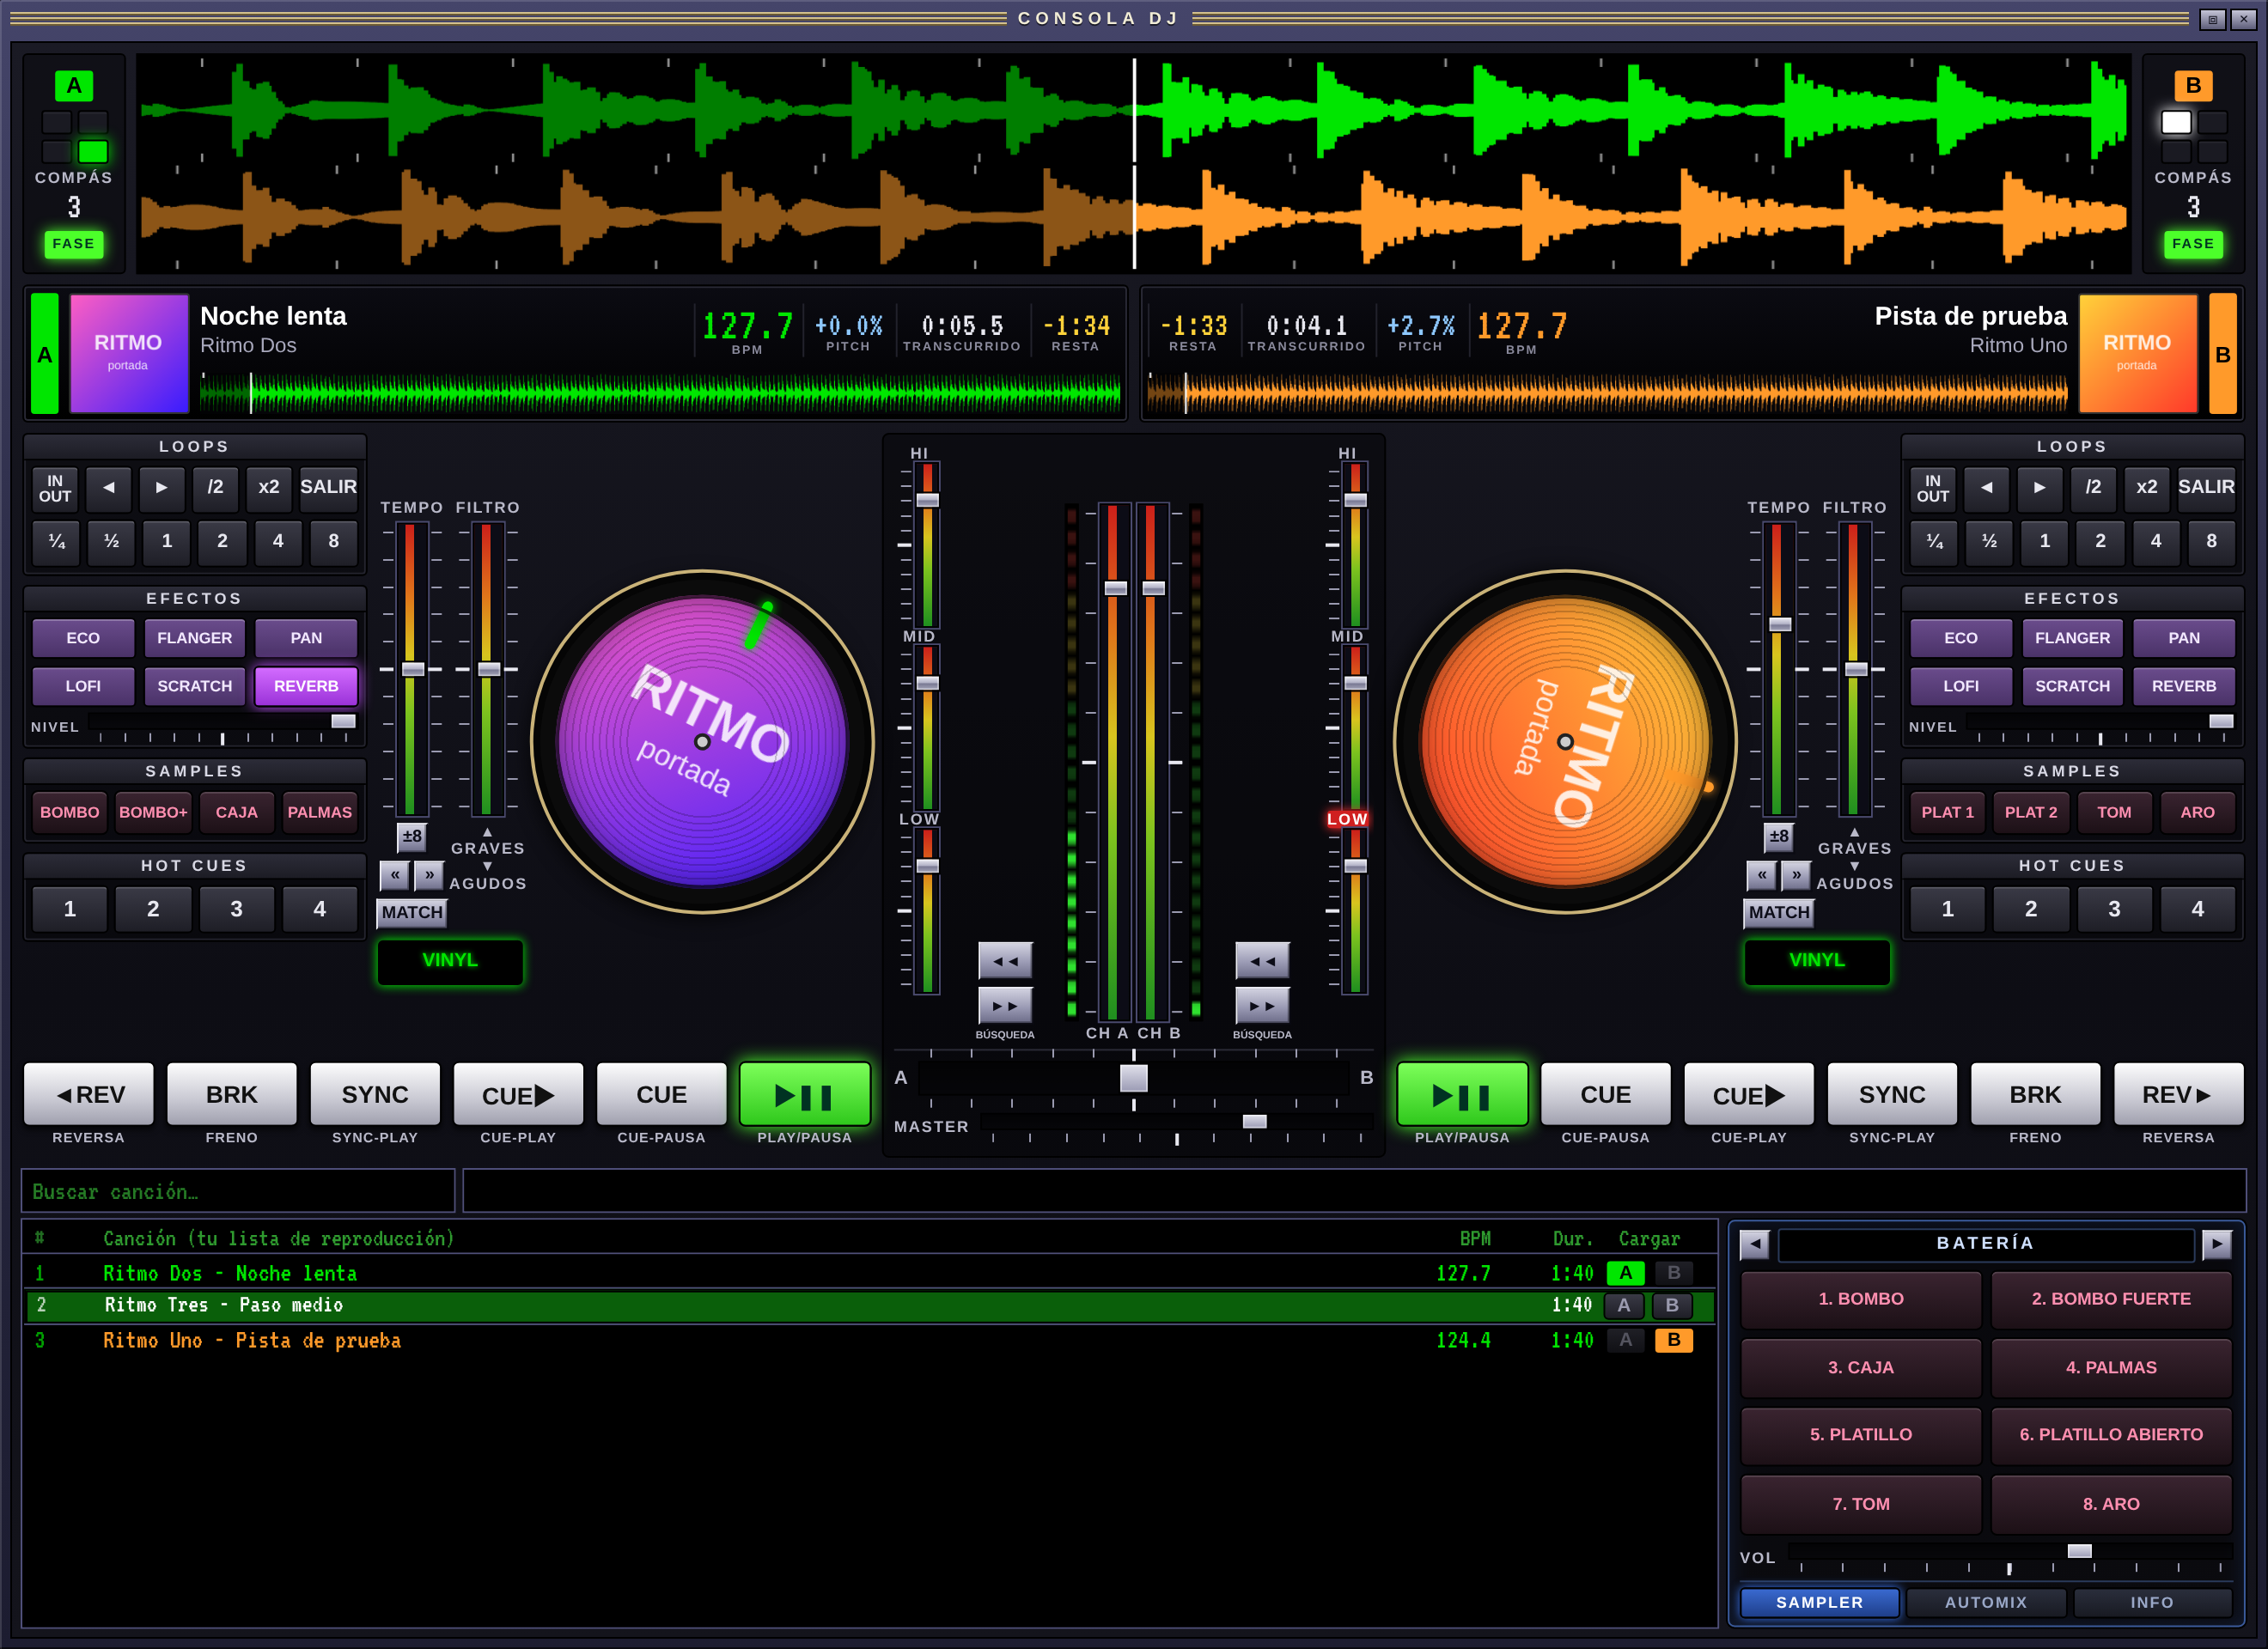 CONSOLA DJ
A
COMPÁS
3
FASE
B
COMPÁS
3
FASE
A
RITMO
portada
Noche lenta
Ritmo Dos
127.7
BPM
+0.0%
PITCH
0:05.5
TRANSCURRIDO
-1:34
RESTA
-1:33
RESTA
0:04.1
TRANSCURRIDO
+2.7%
PITCH
127.7
BPM
Pista de prueba
Ritmo Uno
RITMO
portada
B
LOOPS
IN OUT ◄ ► /2 x2 SALIR
¼ ½ 1 2 4 8
EFECTOS
ECO FLANGER PAN
LOFI SCRATCH REVERB
NIVEL
SAMPLES
BOMBO BOMBO+ CAJA PALMAS
HOT CUES
1 2 3 4
TEMPO FILTRO
±8
▲
GRAVES
▼
AGUDOS
« »
MATCH
VINYL
RITMO
portada
HI
MID
LOW
◄◄
►►
BÚSQUEDA
CH A CH B
HI
MID
LOW
◄◄
►►
BÚSQUEDA
A B
MASTER
RITMO
portada
TEMPO FILTRO
±8
▲
GRAVES
▼
AGUDOS
« »
MATCH
VINYL
LOOPS
IN OUT ◄ ► /2 x2 SALIR
¼ ½ 1 2 4 8
EFECTOS
ECO FLANGER PAN
LOFI SCRATCH REVERB
NIVEL
SAMPLES
PLAT 1 PLAT 2 TOM ARO
HOT CUES
1 2 3 4
◄REV BRK SYNC CUE▶ CUE ▶❚❚
REVERSA FRENO SYNC-PLAY CUE-PLAY CUE-PAUSA PLAY/PAUSA
▶❚❚ CUE CUE▶ SYNC BRK REV►
PLAY/PAUSA CUE-PAUSA CUE-PLAY SYNC-PLAY FRENO REVERSA
Buscar canción…
# Canción (tu lista de reproducción) BPM Dur. Cargar
1 Ritmo Dos - Noche lenta 127.7 1:40 A B
2 Ritmo Tres - Paso medio 1:40 A B
3 Ritmo Uno - Pista de prueba 124.4 1:40 A B
◄ BATERÍA ►
1. BOMBO 2. BOMBO FUERTE
3. CAJA 4. PALMAS
5. PLATILLO 6. PLATILLO ABIERTO
7. TOM 8. ARO
VOL
SAMPLER AUTOMIX INFO